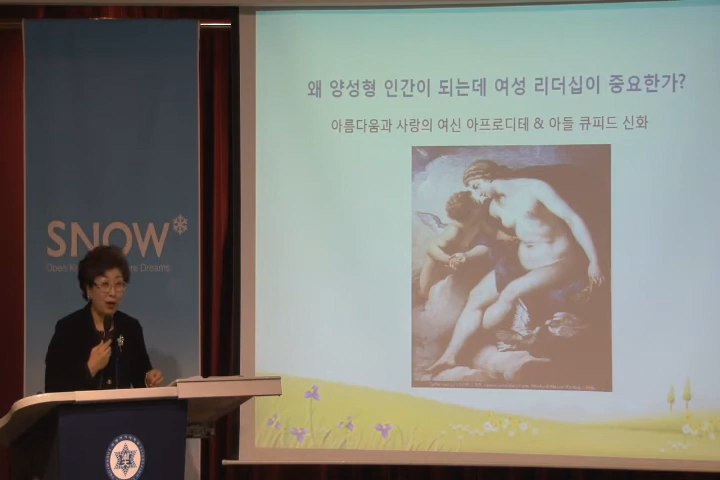 왜 양성형 인간이 되는데 여성 리더십이 중요한가?
아름다움과 사랑의 여신 아프로디테 & 아들 큐피드 신화
SNOW*
Open Dreams